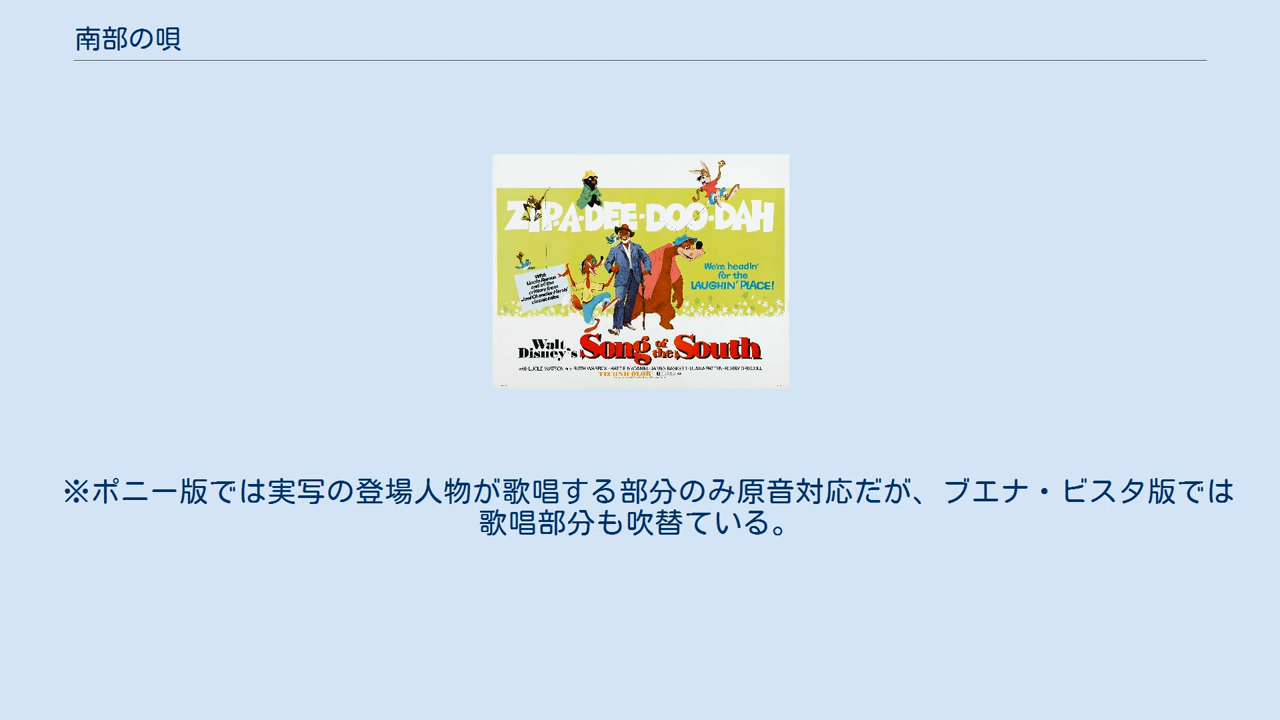 南部の唄
ZIP-A-DEE-DOO-DAH
We're headin'
for the
LAUGHIN' PLACE!
Walt Disney's Song of the South
TECHNICOLOR
※ポニー版では実写の登場人物が歌唱する部分のみ原音対応だが、ブエナ・ビスタ版では
歌唱部分も吹替ている。